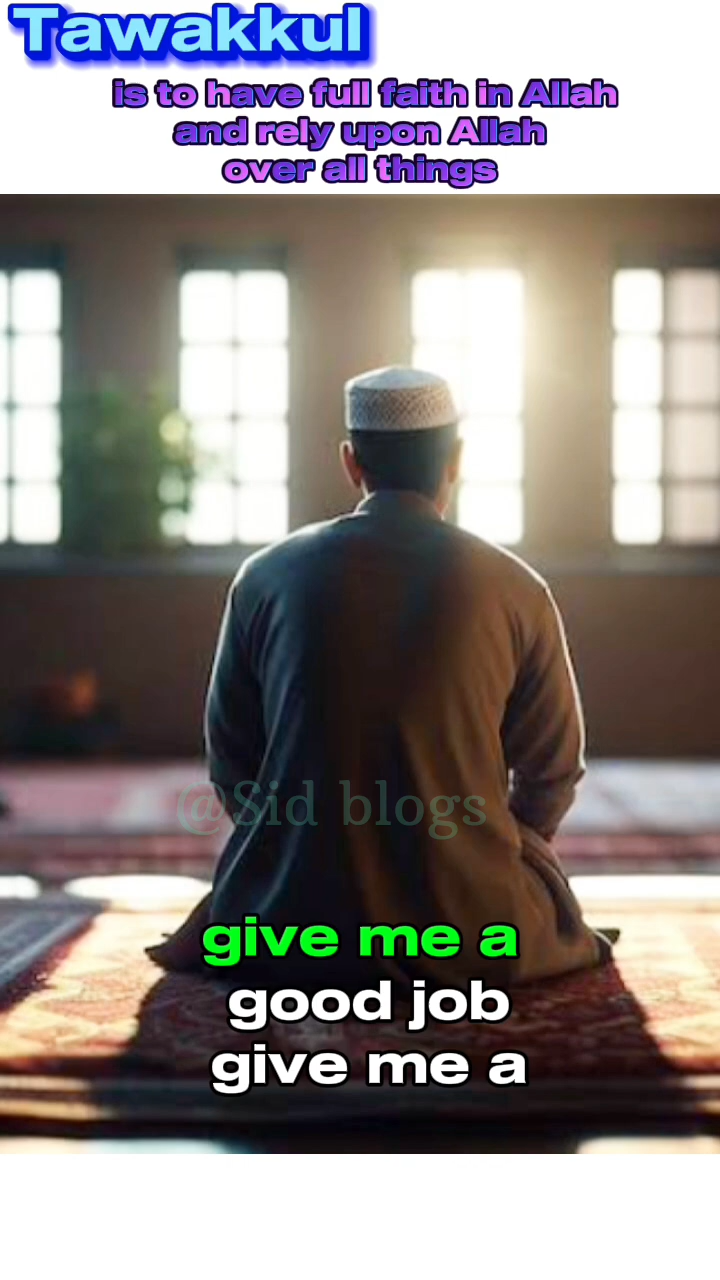 Tawakkul
is to have full faith in Allah
and rely upon Allah
over all things
@Sid blogs
give me a
good job
give me a